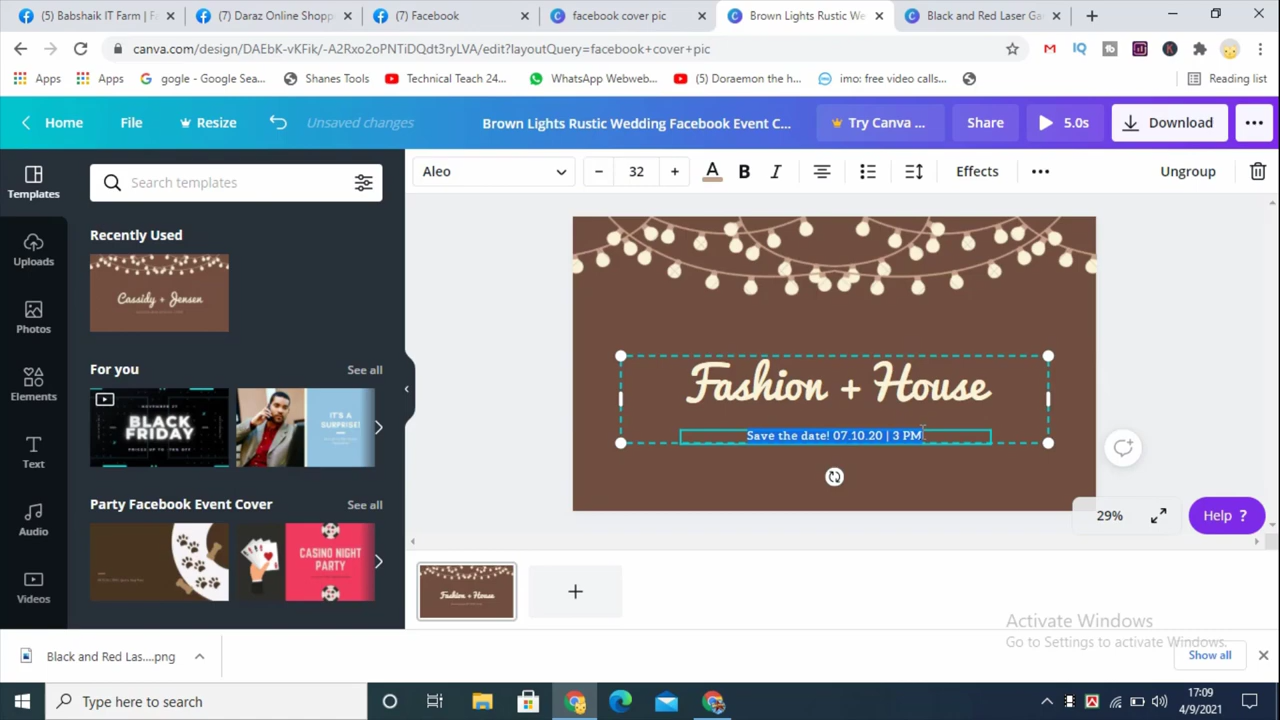 (5) Babshaik IT Farm | F
(7) Daraz Online Shopp
(7) Facebook
facebook cover pic
Brown Lights Rustic We
Black and Red Laser Ga
canva.com/design/DAEbK-vKFik/-A2Rxo2oPNTiDQdt3ryLVA/edit?layoutQuery=facebook+cover+pic
Apps
Apps
gogle - Google Sea...
Shanes Tools
Technical Teach 24...
WhatsApp Webweb...
(5) Doraemon the h...
imo: free video calls...
Reading list
Home
File
Resize
Unsaved changes
Brown Lights Rustic Wedding Facebook Event C...
Try Canva ...
Share
5.0s
Download
Templates
Search templates
Aleo
32
A
B
I
Effects
Ungroup
Recently Used
Cassidy + Jensen
Uploads
Photos
Elements
Text
Audio
Videos
For you
See all
BLACK
FRIDAY
IT'S A
SURPRISE!
Party Facebook Event Cover
See all
CASINO NIGHT
PARTY
Fashion + House
Save the date! 07.10.20 | 3 PM
29%
Help ?
Fashion + House
Activate Windows
Go to Settings to activate Windows.
Black and Red Las....png
Show all
Type here to search
17:09
4/9/2021